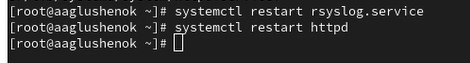 [root@aaglushenok ~]# systemctl restart rsyslog.service
[root@aaglushenok ~]# systemctl restart httpd
[root@aaglushenok ~]#